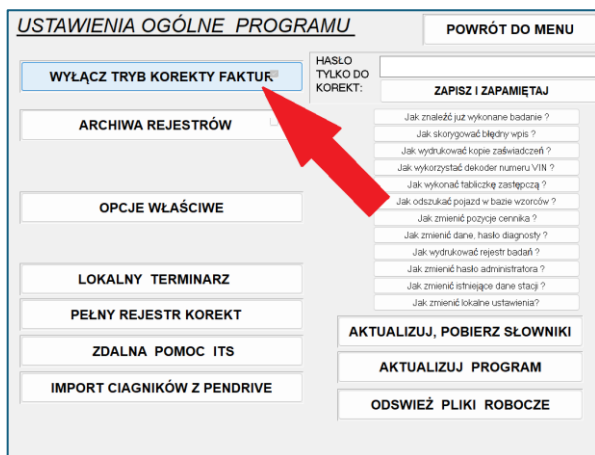 USTAWIENIA OGÓLNE PROGRAMU
POWRÓT DO MENU
WYŁĄCZ TRYB KOREKTY FAKTUR
HASŁO
TYLKO DO
KOREKT:
ZAPISZ I ZAPAMIĘTAJ
ARCHIWA REJESTRÓW
OPCJE WŁAŚCIWE
LOKALNY TERMINARZ
PEŁNY REJESTR KOREKT
ZDALNA POMOC ITS
IMPORT CIAGNIKÓW Z PENDRIVE
Jak znaleźć już wykonane badanie ?
Jak skorygować błędny wpis ?
Jak wydrukować kopie zaświadczeń ?
Jak wykorzystać dekoder numeru VIN ?
Jak wykonać tabliczkę zastępczą ?
Jak odszukać pojazd w bazie wzorców ?
Jak zmienić pozycje cennika ?
Jak zmienić dane, hasło diagnosty ?
Jak wydrukować rejestr badań ?
Jak zmienić hasło administratora ?
Jak zmienić istniejące dane stacji ?
Jak zmienić lokalne ustawienia?
AKTUALIZUJ, POBIERZ SŁOWNIKI
AKTUALIZUJ PROGRAM
ODSWIEŻ PLIKI ROBOCZE